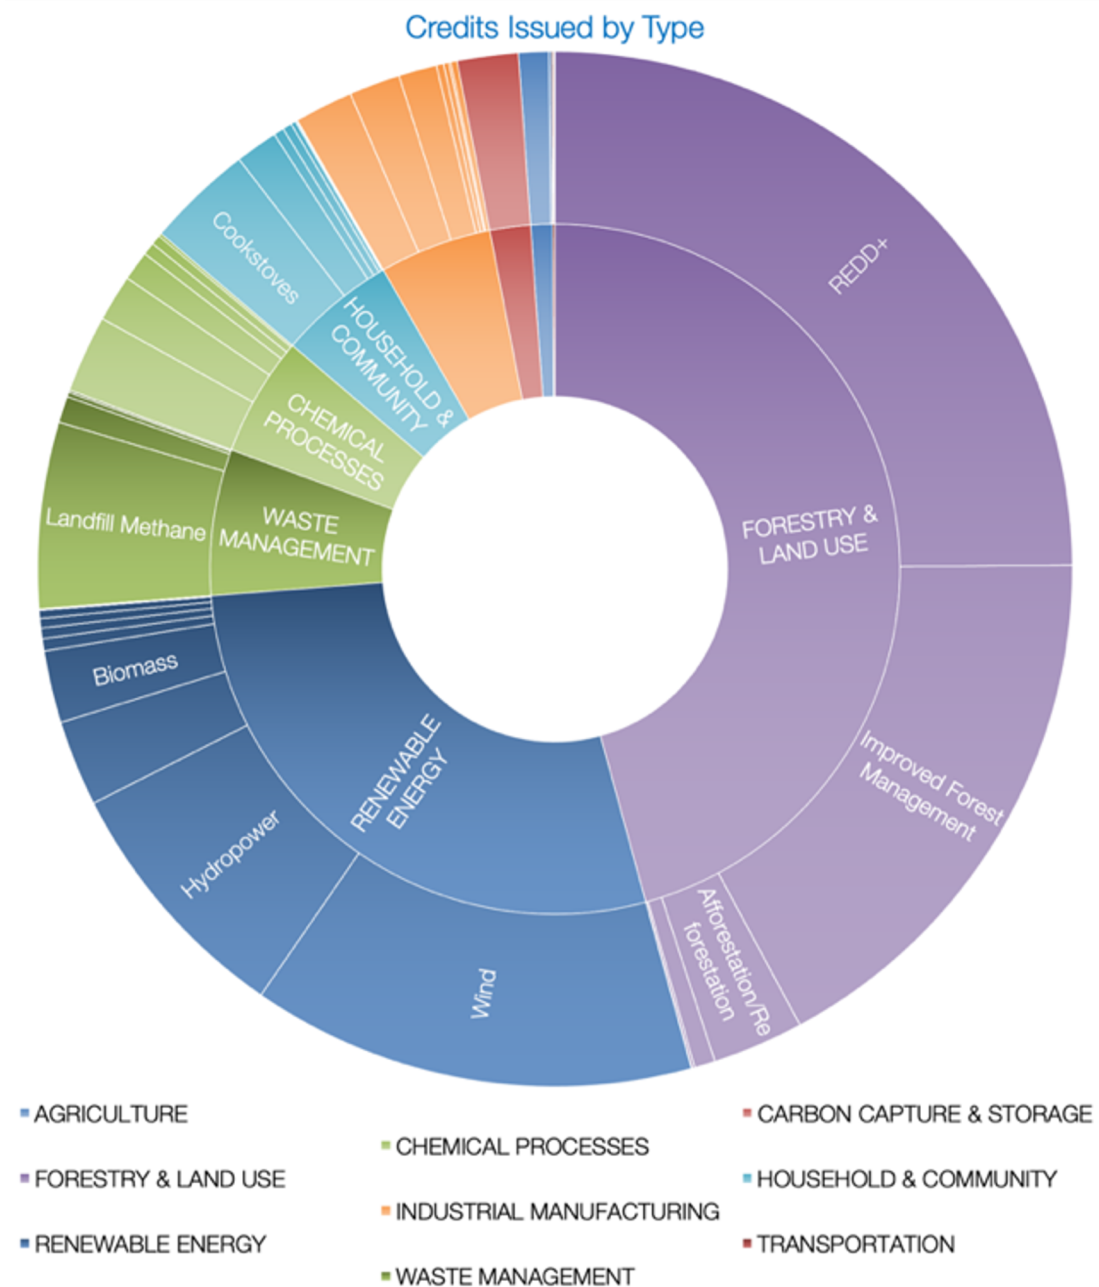 Credits Issued by Type
REDD+
FORESTRY &
LAND USE
Improved Forest
Management
Afforestation/Re
forestation
Wind
RENEWABLE
ENERGY
Hydropower
Biomass
WASTE
MANAGEMENT
Landfill Methane
CHEMICAL
PROCESSES
HOUSEHOLD &
COMMUNITY
Cookstoves
AGRICULTURE
CARBON CAPTURE & STORAGE
CHEMICAL PROCESSES
FORESTRY & LAND USE
HOUSEHOLD & COMMUNITY
INDUSTRIAL MANUFACTURING
RENEWABLE ENERGY
TRANSPORTATION
WASTE MANAGEMENT